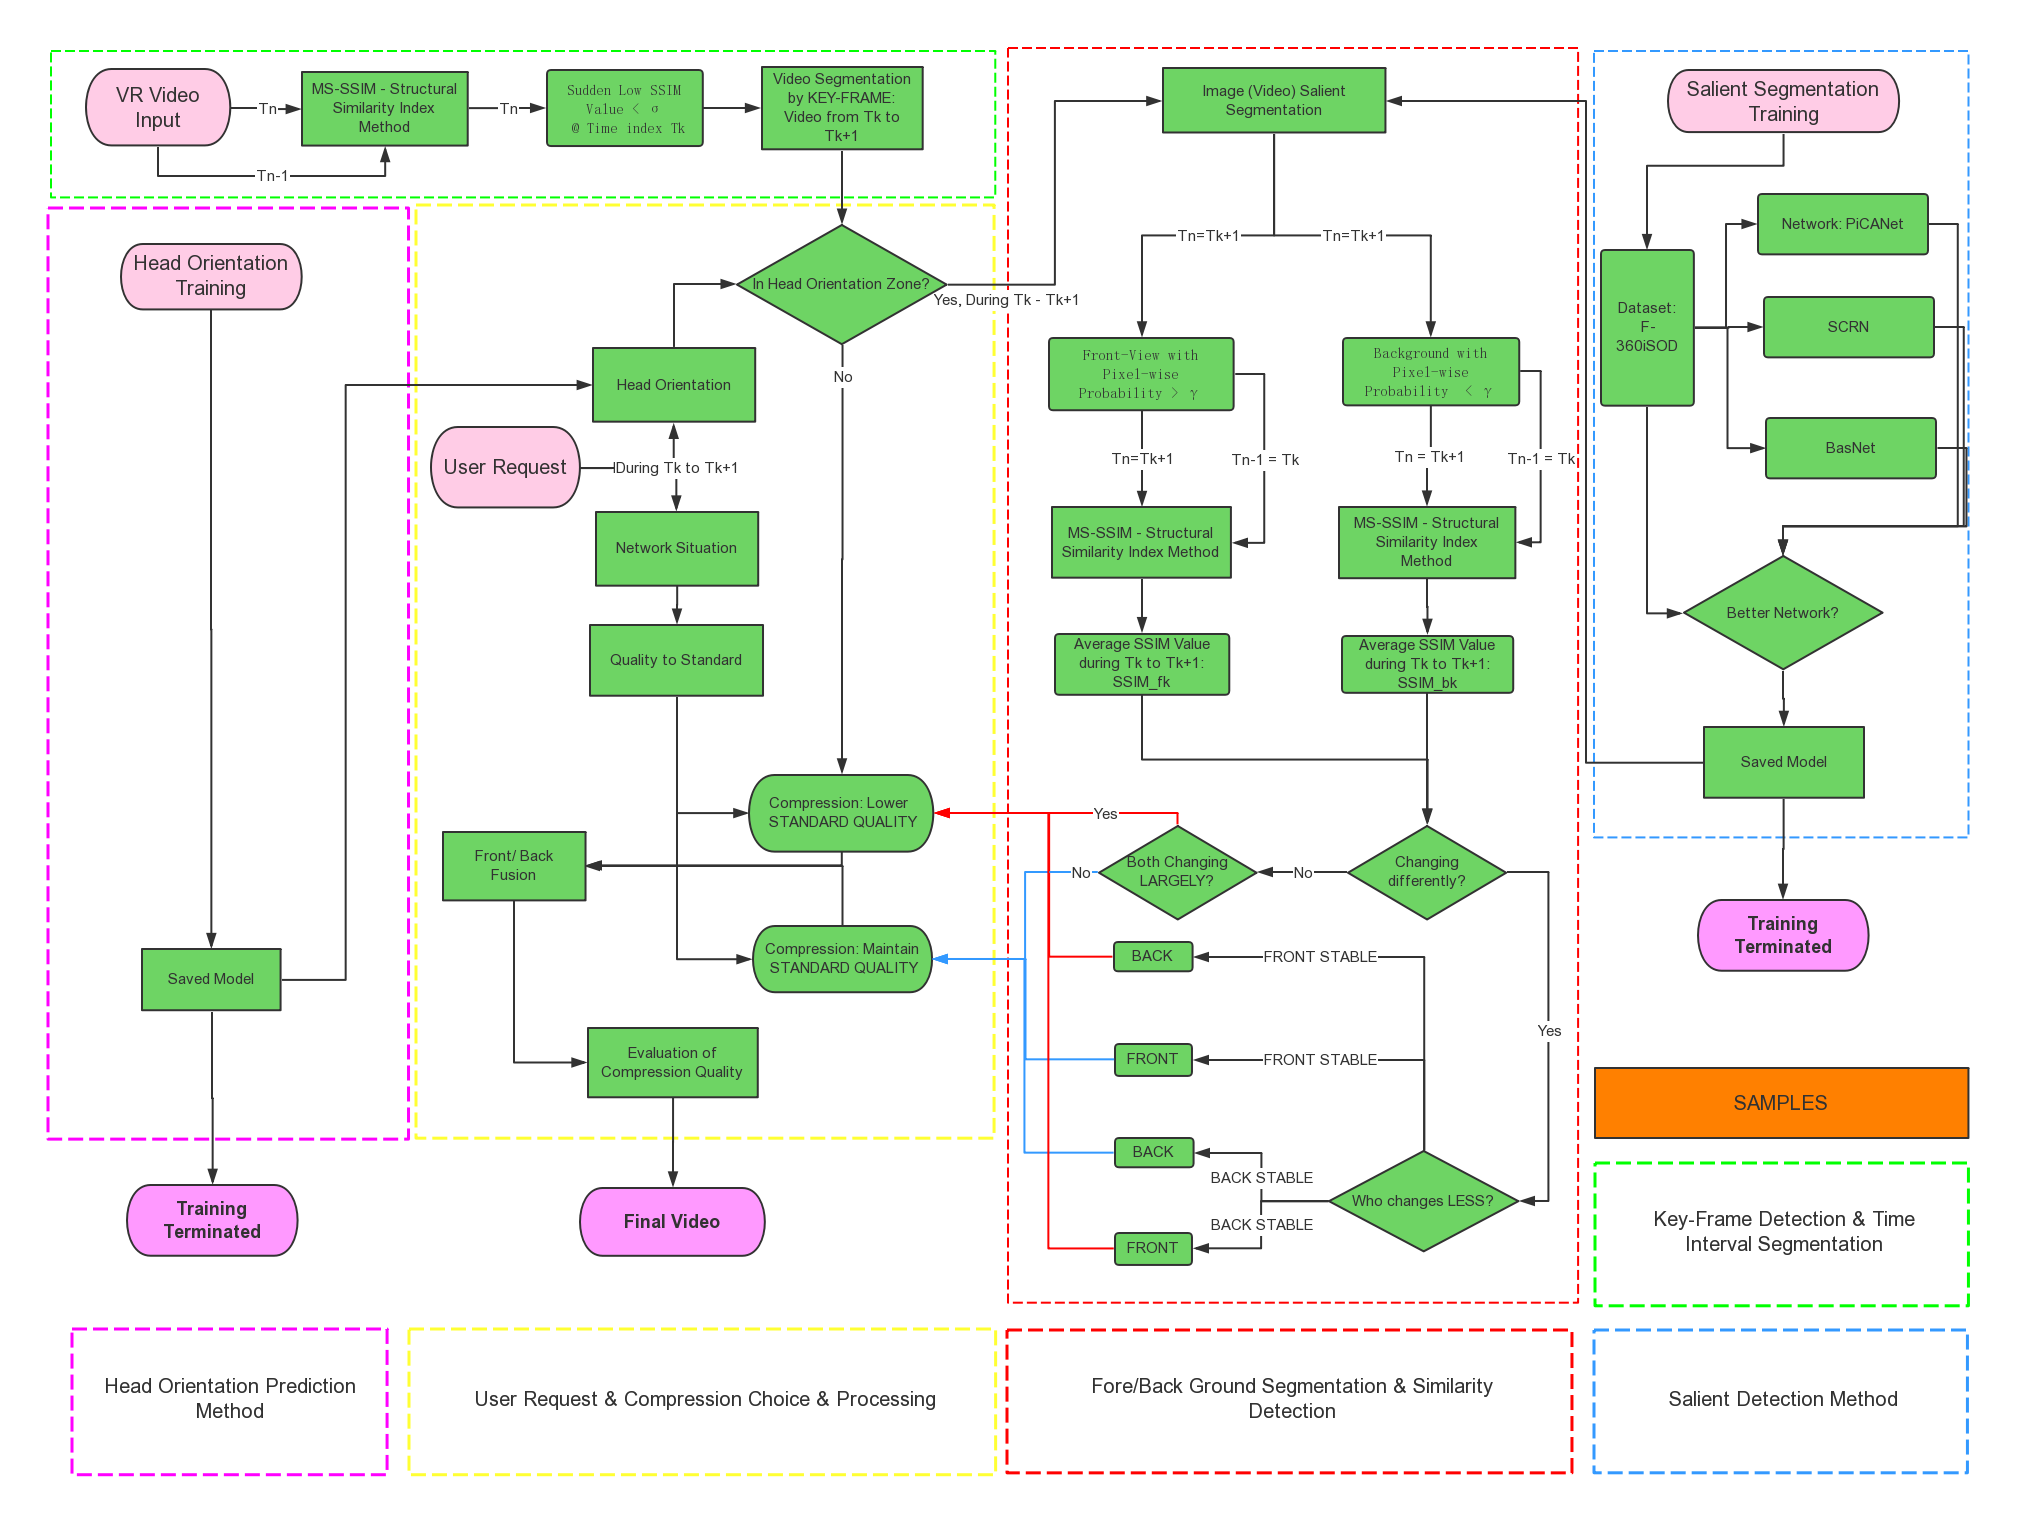 VR Video
Input
Tn
Tn-1
MS-SSIM - Structural
Similarity Index
Method
Tn
Sudden Low SSIM
Value < σ
@ Time index Tk
Video Segmentation
by KEY-FRAME:
Video from Tk to
Tk+1
Head Orientation
Training
Saved Model
Training
Terminated
In Head Orientation Zone?
Yes, During Tk - Tk+1
No
Head Orientation
User Request
During Tk to Tk+1
Network Situation
Quality to Standard
Compression: Lower
STANDARD QUALITY
Front/ Back
Fusion
Compression: Maintain
STANDARD QUALITY
Evaluation of
Compression Quality
Final Video
Image (Video) Salient
Segmentation
Tn=Tk+1
Tn=Tk+1
Front-View with
Pixel-wise
Probability > γ
Background with
Pixel-wise
Probability < γ
Tn=Tk+1
Tn-1 = Tk
Tn = Tk+1
Tn-1 = Tk
MS-SSIM - Structural
Similarity Index Method
MS-SSIM - Structural
Similarity Index
Method
Average SSIM Value
during Tk to Tk+1:
SSIM_fk
Average SSIM Value
during Tk to Tk+1:
SSIM_bk
Yes
No
Both Changing
LARGELY?
No
Changing
differently?
Yes
BACK
FRONT STABLE
FRONT
FRONT STABLE
BACK
BACK STABLE
Who changes LESS?
BACK STABLE
FRONT
Salient Segmentation
Training
Dataset:
F-
360iSOD
Network: PiCANet
SCRN
BasNet
Better Network?
Saved Model
Training
Terminated
SAMPLES
Key-Frame Detection & Time
Interval Segmentation
Head Orientation Prediction
Method
User Request & Compression Choice & Processing
Fore/Back Ground Segmentation & Similarity
Detection
Salient Detection Method